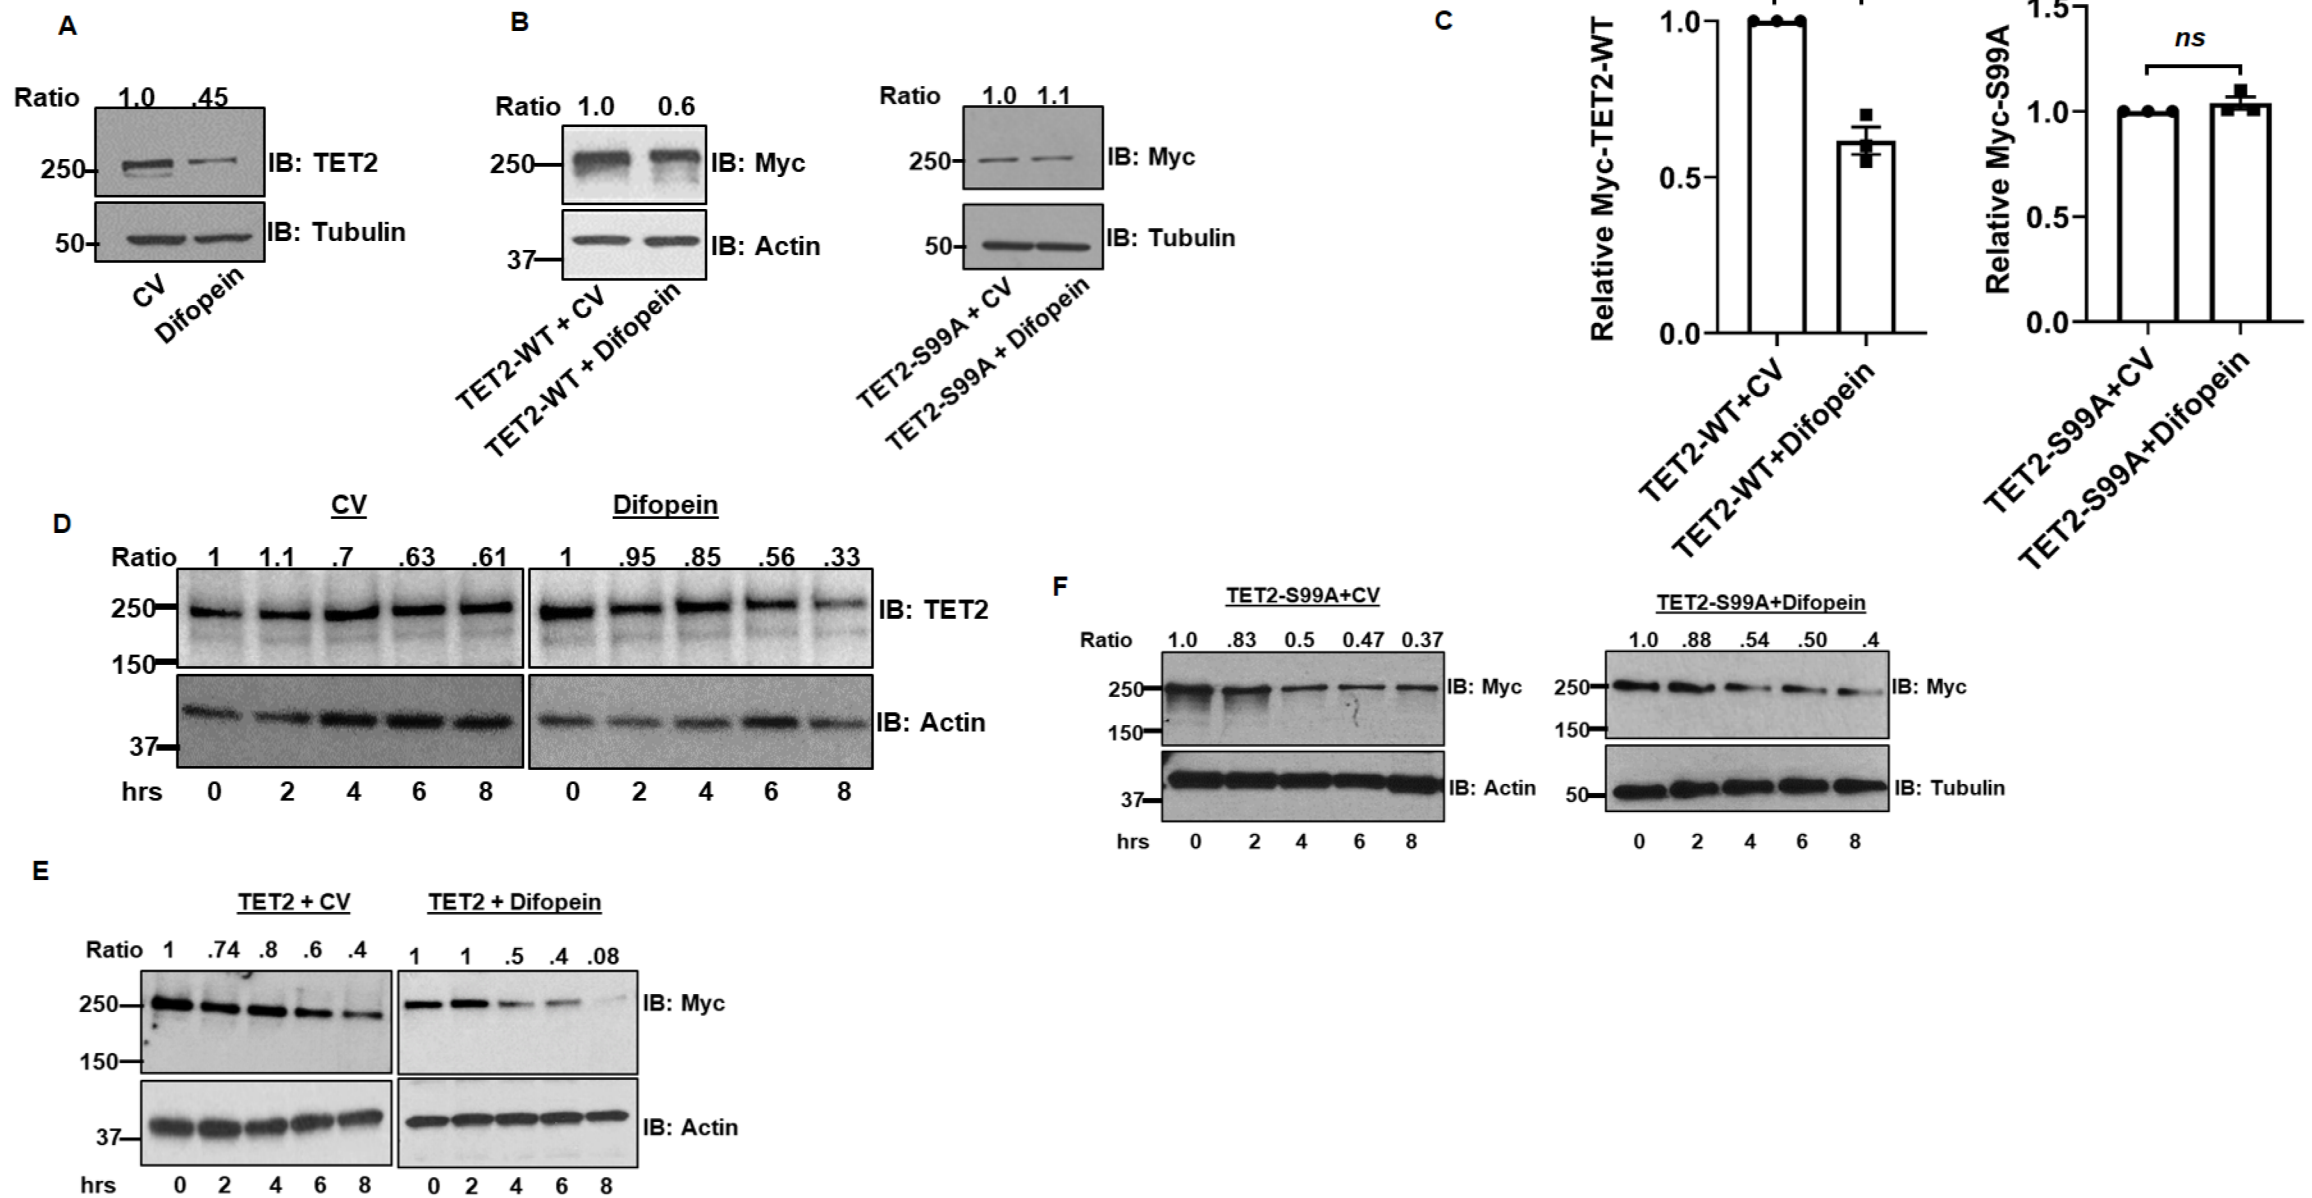 A
Ratio 1.0 .45
250
IB: TET2
50
IB: Tubulin
CV
Difopein
B
Ratio 1.0 0.6
250
IB: Myc
37
IB: Actin
TET2-WT + CV
TET2-WT + Difopein
Ratio 1.0 1.1
250
IB: Myc
50
IB: Tubulin
TET2-S99A + CV
TET2-S99A + Difopein
C
Relative Myc-TET2-WT
1.0
0.5
0.0
TET2-WT+CV
TET2-WT+Difopein
Relative Myc-S99A
1.5
1.0
0.5
0.0
ns
TET2-S99A+CV
TET2-S99A+Difopein
D
CV
Difopein
Ratio 1 1.1 .7 .63 .61 1 .95 .85 .56 .33
250
150
IB: TET2
37
IB: Actin
hrs 0 2 4 6 8 0 2 4 6 8
E
TET2 + CV
TET2 + Difopein
Ratio 1 .74 .8 .6 .4 1 1 .5 .4 .08
250
150
IB: Myc
37
IB: Actin
hrs 0 2 4 6 8 0 2 4 6 8
F
TET2-S99A+CV
Ratio 1.0 .83 0.5 0.47 0.37
250
150
IB: Myc
37
IB: Actin
hrs 0 2 4 6 8
TET2-S99A+Difopein
1.0 .88 .54 .50 .4
250
150
IB: Myc
50
IB: Tubulin
0 2 4 6 8